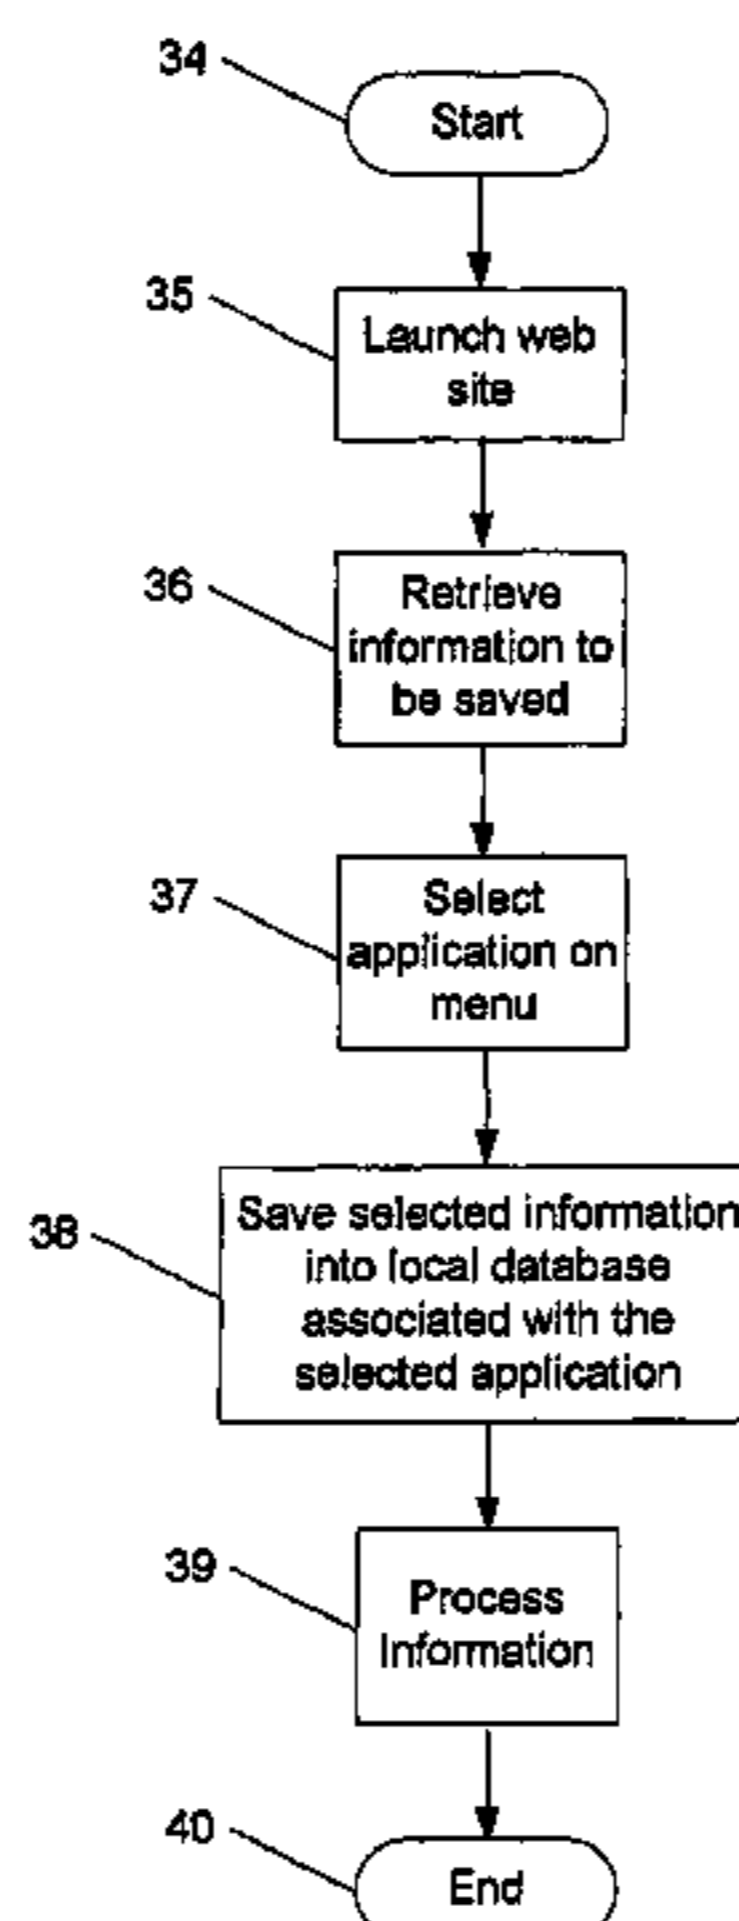 34
Start
35
Launch web
site
36
Retrieve
information to
be saved
37
Select
application on
menu
38
Save selected information
into local database
associated with the
selected application
39
Process
Information
40
End